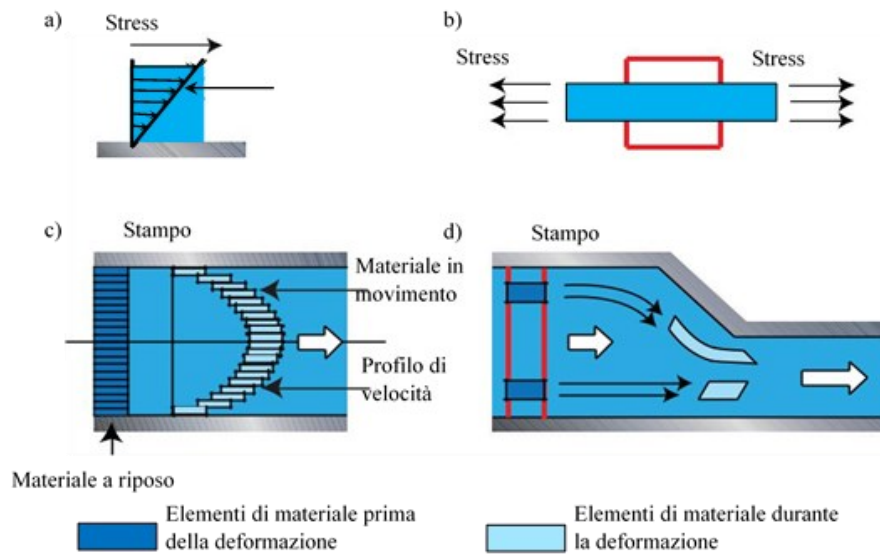 a)
Stress
b)
Stress
Stress
c)
Stampo
Materiale in
movimento
Profilo di
velocità
Materiale a riposo
d)
Stampo
Elementi di materiale prima
della deformazione
Elementi di materiale durante
la deformazione